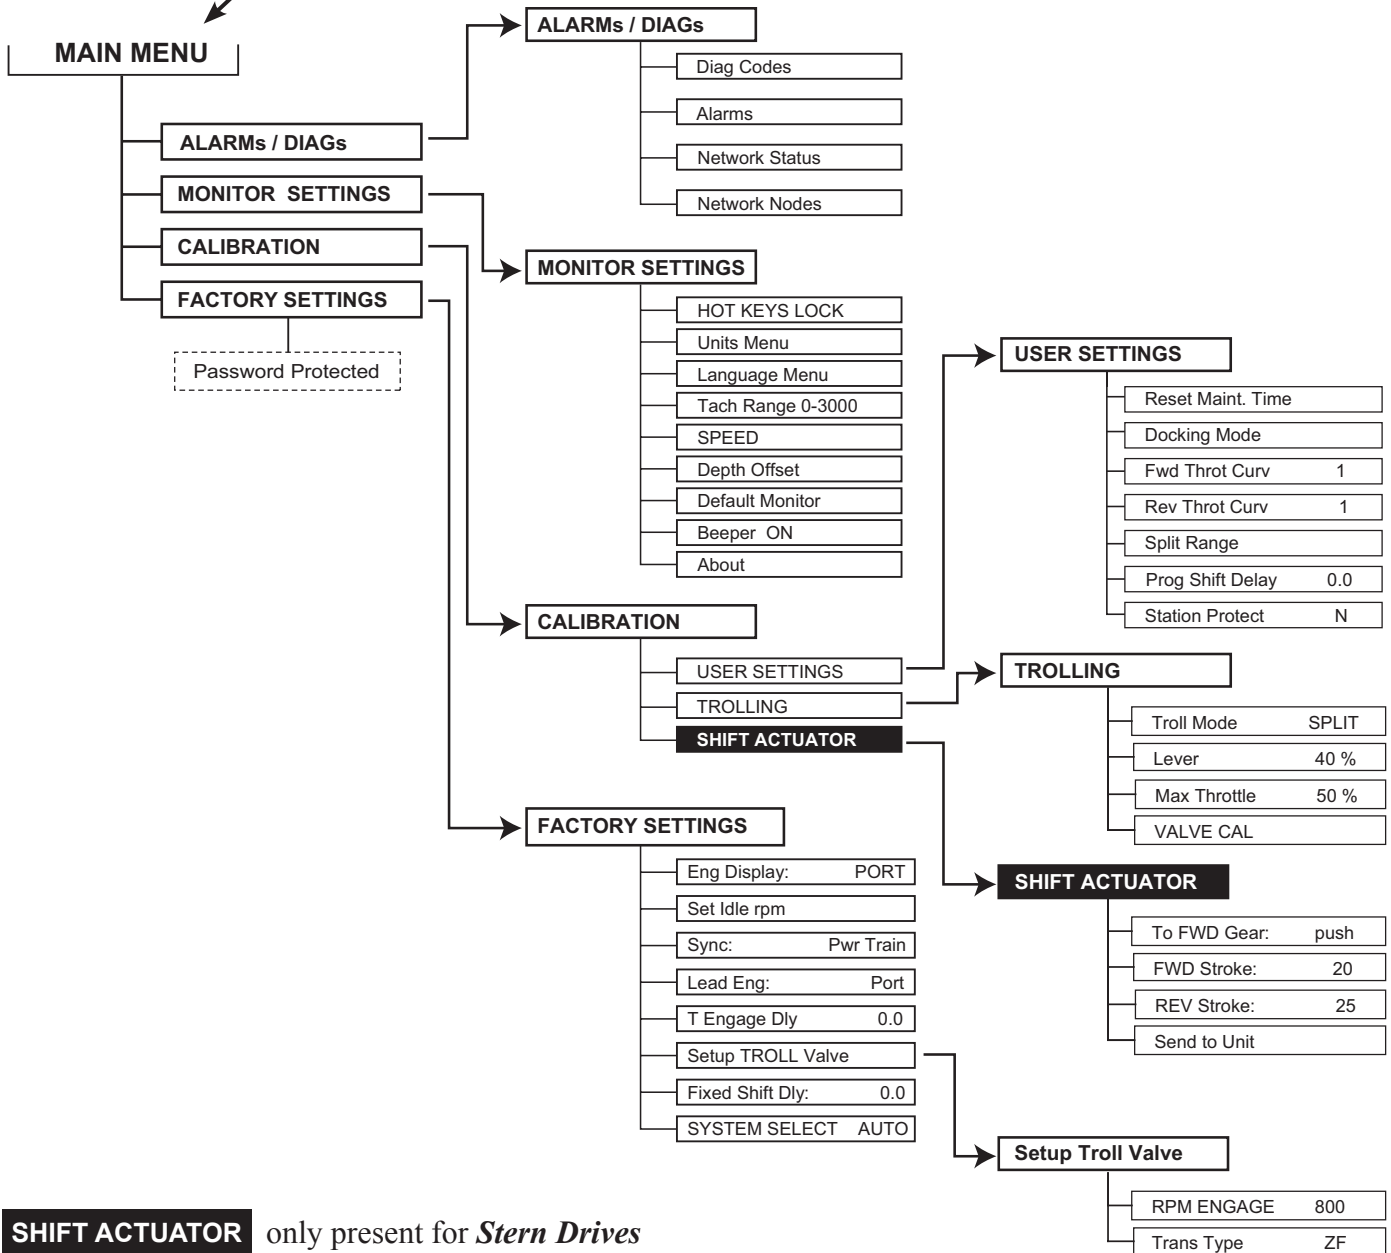 MAIN MENU
ALARMs / DIAGs
MONITOR SETTINGS
CALIBRATION
FACTORY SETTINGS
Password Protected
ALARMs / DIAGs
Diag Codes
Alarms
Network Status
Network Nodes
MONITOR SETTINGS
HOT KEYS LOCK
Units Menu
Language Menu
Tach Range 0-3000
SPEED
Depth Offset
Default Monitor
Beeper ON
About
CALIBRATION
USER SETTINGS
TROLLING
SHIFT ACTUATOR
FACTORY SETTINGS
Eng Display: PORT
Set Idle rpm
Sync: Pwr Train
Lead Eng: Port
T Engage Dly 0.0
Setup TROLL Valve
Fixed Shift Dly: 0.0
SYSTEM SELECT AUTO
USER SETTINGS
Reset Maint. Time
Docking Mode
Fwd Throt Curv 1
Rev Throt Curv 1
Split Range
Prog Shift Delay 0.0
Station Protect N
TROLLING
Troll Mode SPLIT
Lever 40 %
Max Throttle 50 %
VALVE CAL
SHIFT ACTUATOR
To FWD Gear: push
FWD Stroke: 20
REV Stroke: 25
Send to Unit
Setup Troll Valve
RPM ENGAGE 800
Trans Type ZF
SHIFT ACTUATOR only present for Stern Drives